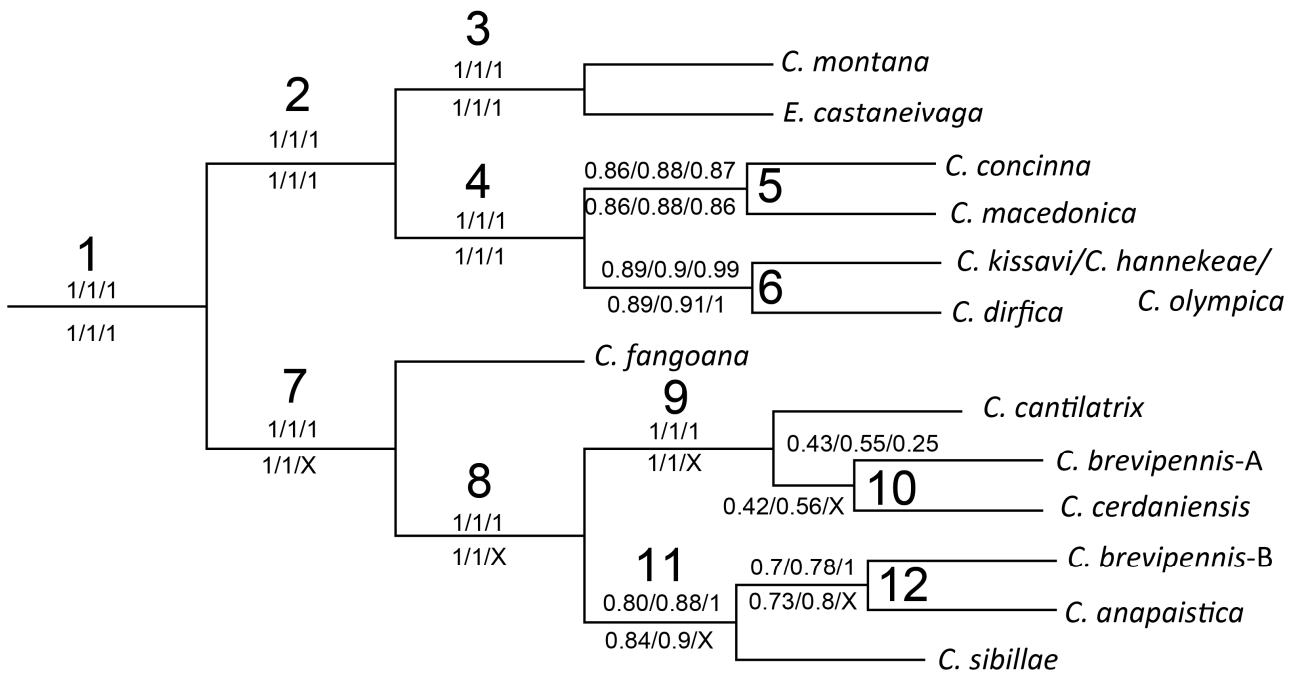 3
1/1/1
C. montana
1/1/1
E. castaneivaga
2
1/1/1
1/1/1
4
1/1/1
1/1/1
0.86/0.88/0.87
5
C. concinna
0.86/0.88/0.86
C. macedonica
0.89/0.9/0.99
6
C. kissavi/C. hannekeae/
C. olympica
0.89/0.91/1
C. dirfica
1
1/1/1
1/1/1
7
1/1/1
1/1/X
C. fangoana
9
1/1/1
1/1/X
C. cantilatrix
0.43/0.55/0.25
C. brevipennis-A
10
0.42/0.56/X
C. cerdaniensis
8
1/1/1
1/1/X
11
0.80/0.88/1
0.84/0.9/X
0.7/0.78/1
12
C. brevipennis-B
0.73/0.8/X
C. anapaistica
C. sibillae